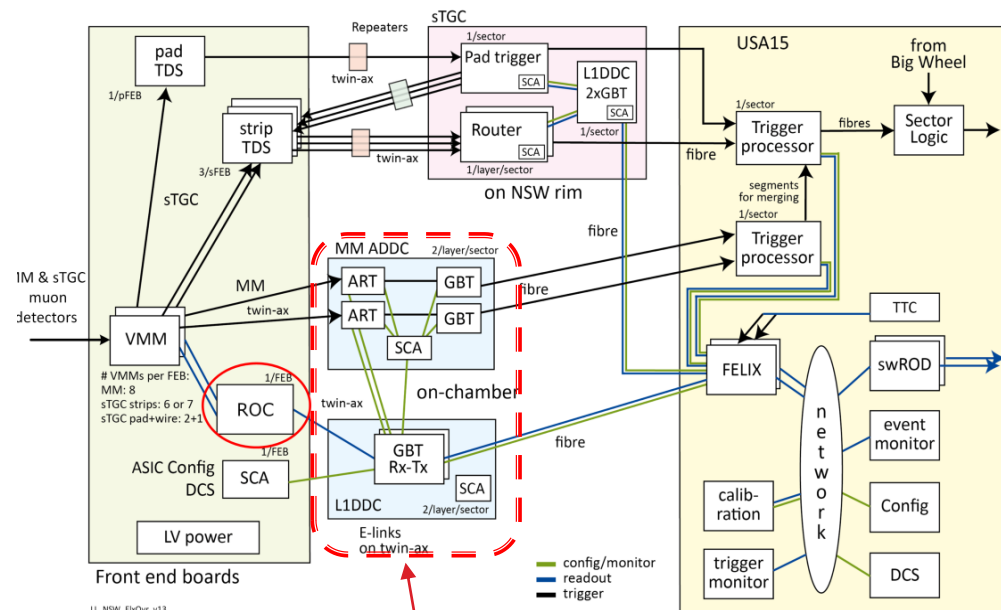 sTGC
USA15
Repeaters
1/sector
pad
TDS
twin-ax
1/pFEB
Pad trigger
SCA
L1DDC
2xGBT
SCA
1/sector
from
Big Wheel
1/sector
Trigger
processor
fibres
Sector
Logic
strip
TDS
3/sFEB
twin-ax
Router
SCA
1/layer/sector
fibre
on NSW rim
segments
for merging
1/sector
Trigger
processor
sTGC
fibre
MM ADDC
2/layer/sector
MM & sTGC
muon
detectors
MM
twin-ax
ART
GBT
fibre
ART
GBT
SCA
VMM
# VMMs per FEB:
MM: 8
sTGC strips: 6 or 7
sTGC pad+wire: 2+1
1/FEB
ROC
twin-ax
on-chamber
TTC
FELIX
swROD
network
event
monitor
GBT
Rx-Tx
fibre
ASIC Config
DCS
1/FEB
SCA
SCA
L1DDC
2/layer/sector
calib-
ration
Config
LV power
E-links
on twin-ax
trigger
monitor
DCS
config/monitor
readout
trigger
Front end boards